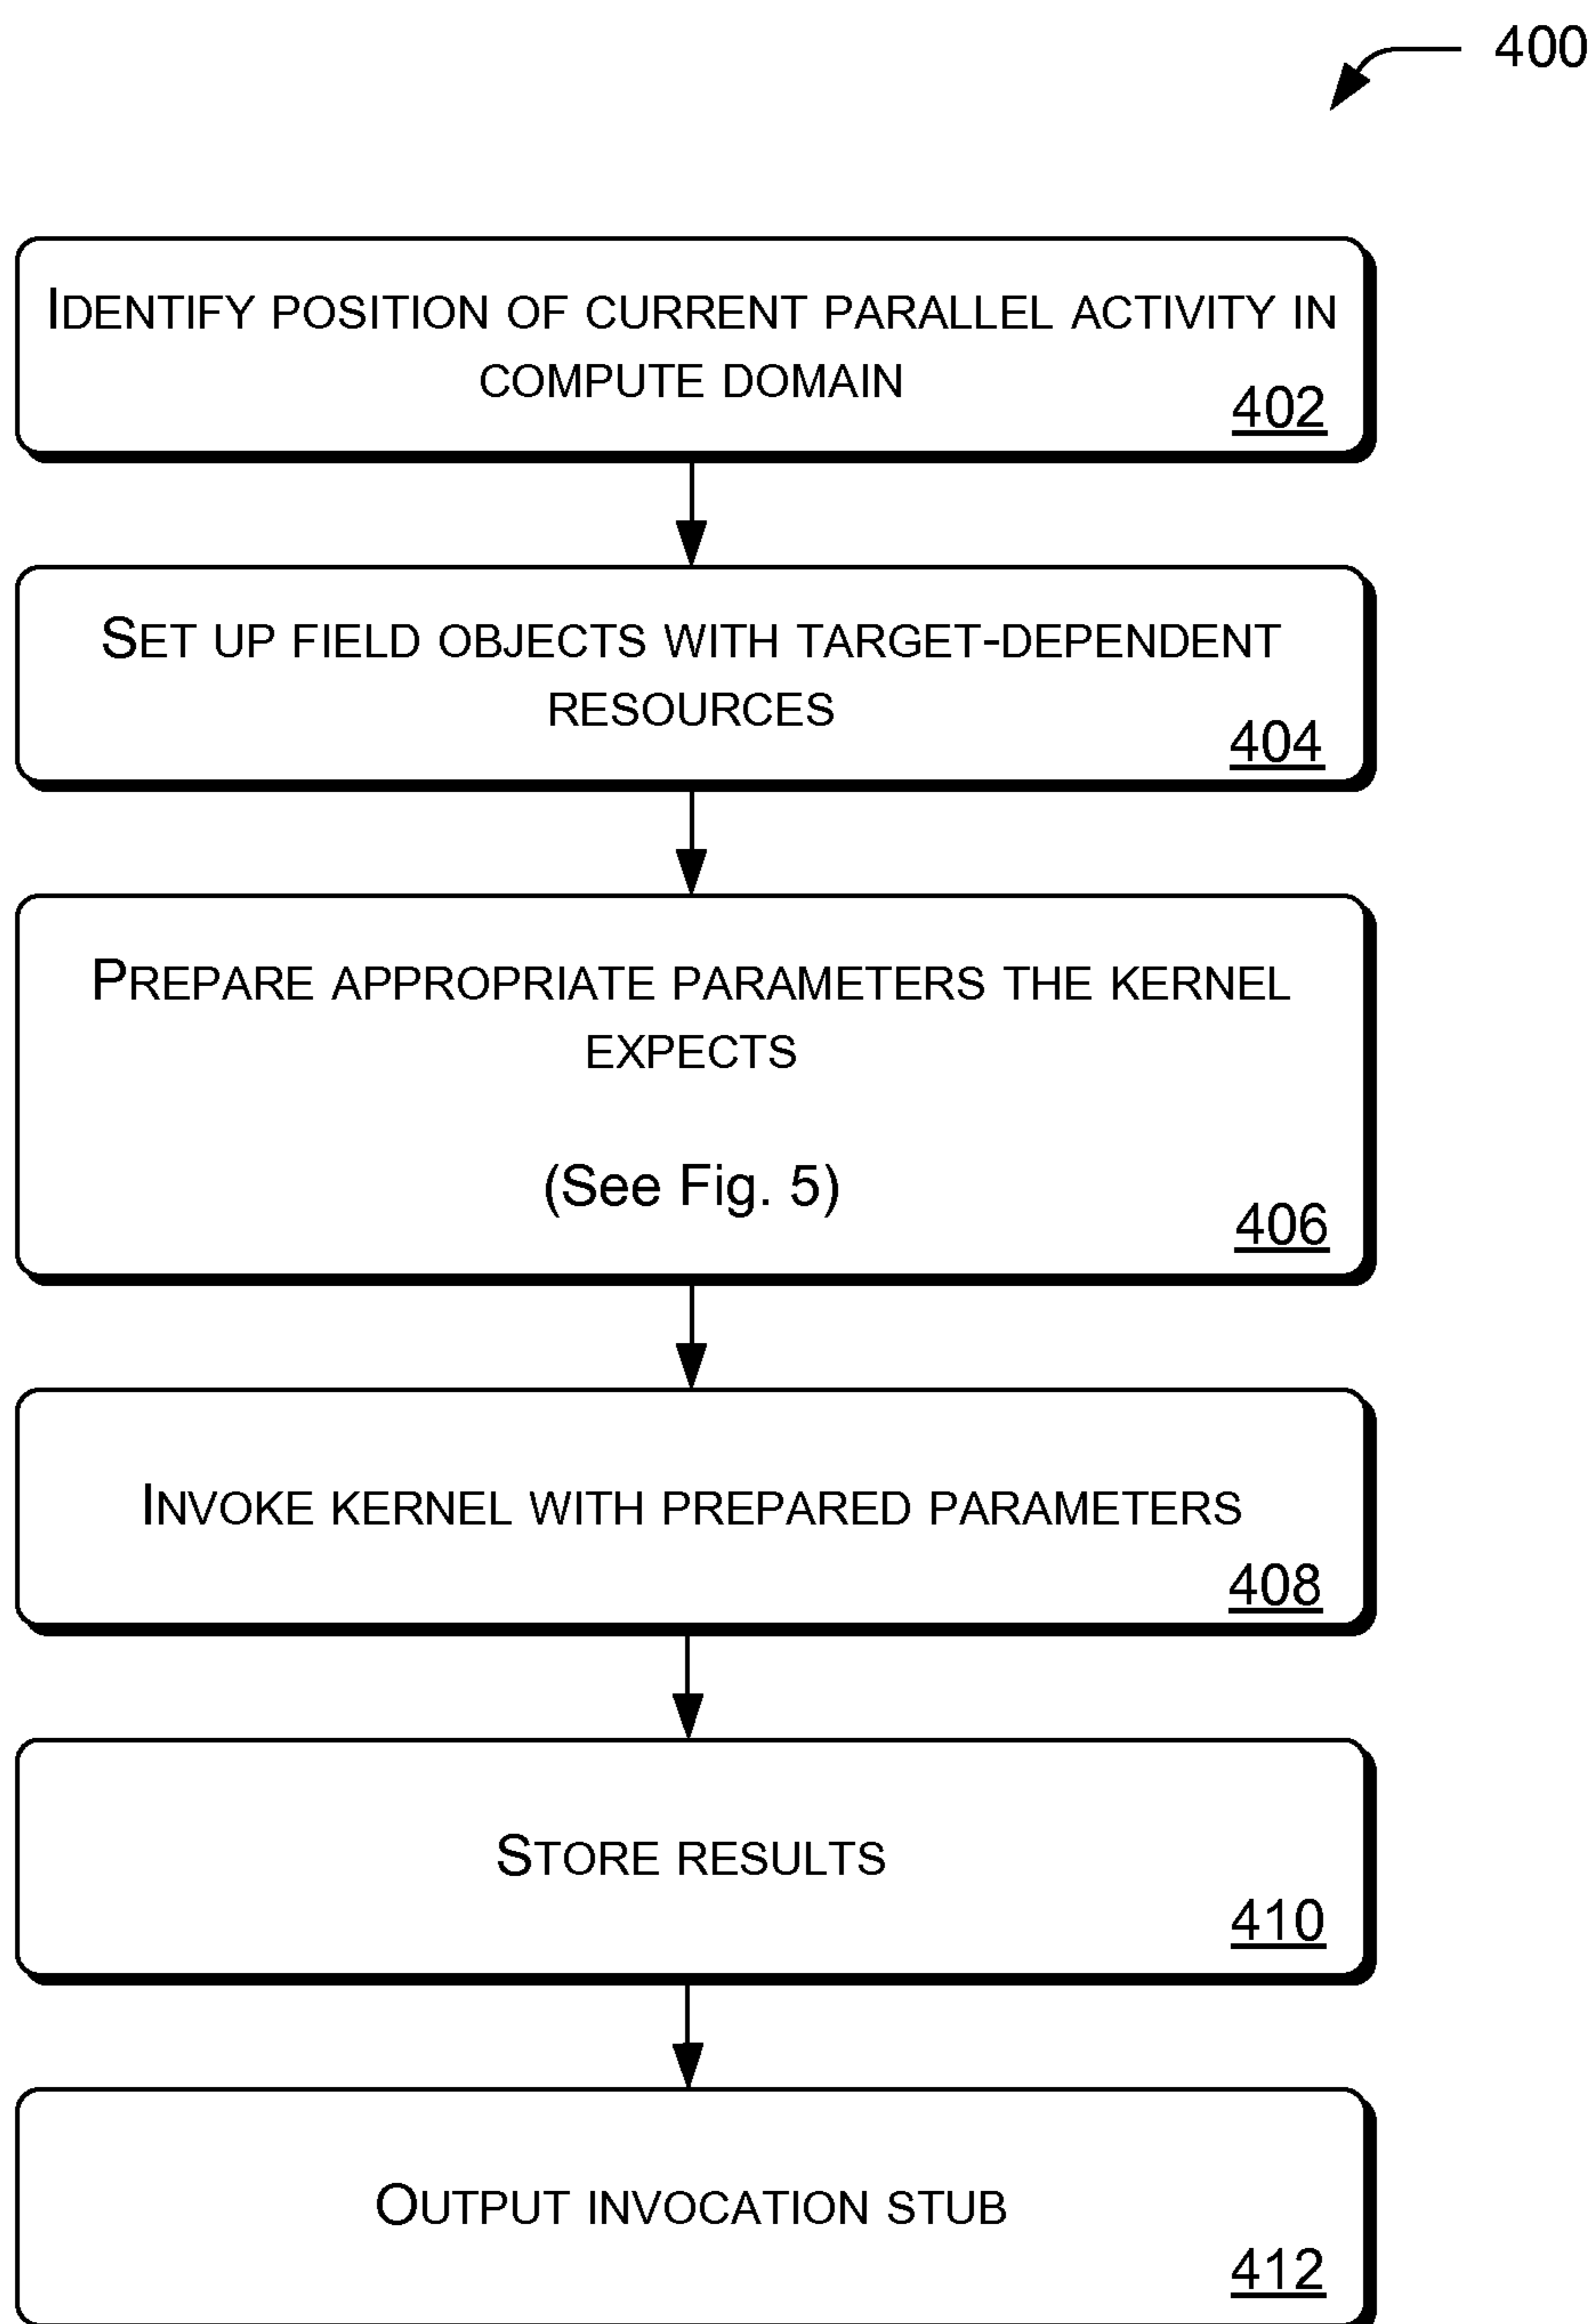 400
IDENTIFY POSITION OF CURRENT PARALLEL ACTIVITY IN
COMPUTE DOMAIN
402
SET UP FIELD OBJECTS WITH TARGET-DEPENDENT
RESOURCES
404
PREPARE APPROPRIATE PARAMETERS THE KERNEL
EXPECTS
(See Fig. 5)
406
INVOKE KERNEL WITH PREPARED PARAMETERS
408
STORE RESULTS
410
OUTPUT INVOCATION STUB
412